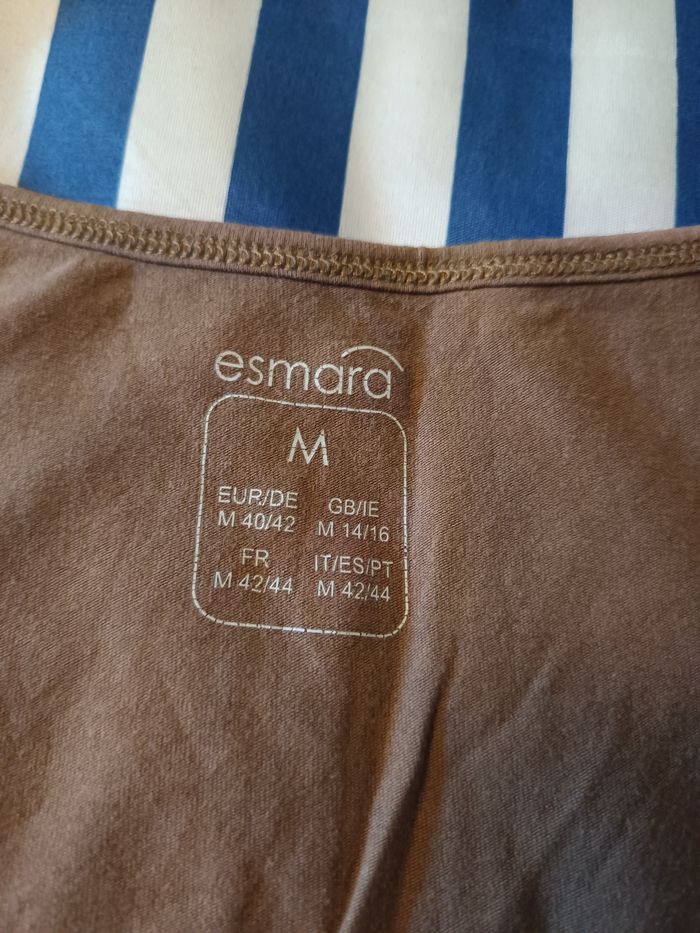 esmara
M
EUR/DE GB/IE
M 40/42 M 14/16
FR IT/ES/PT
M 42/44 M 42/44